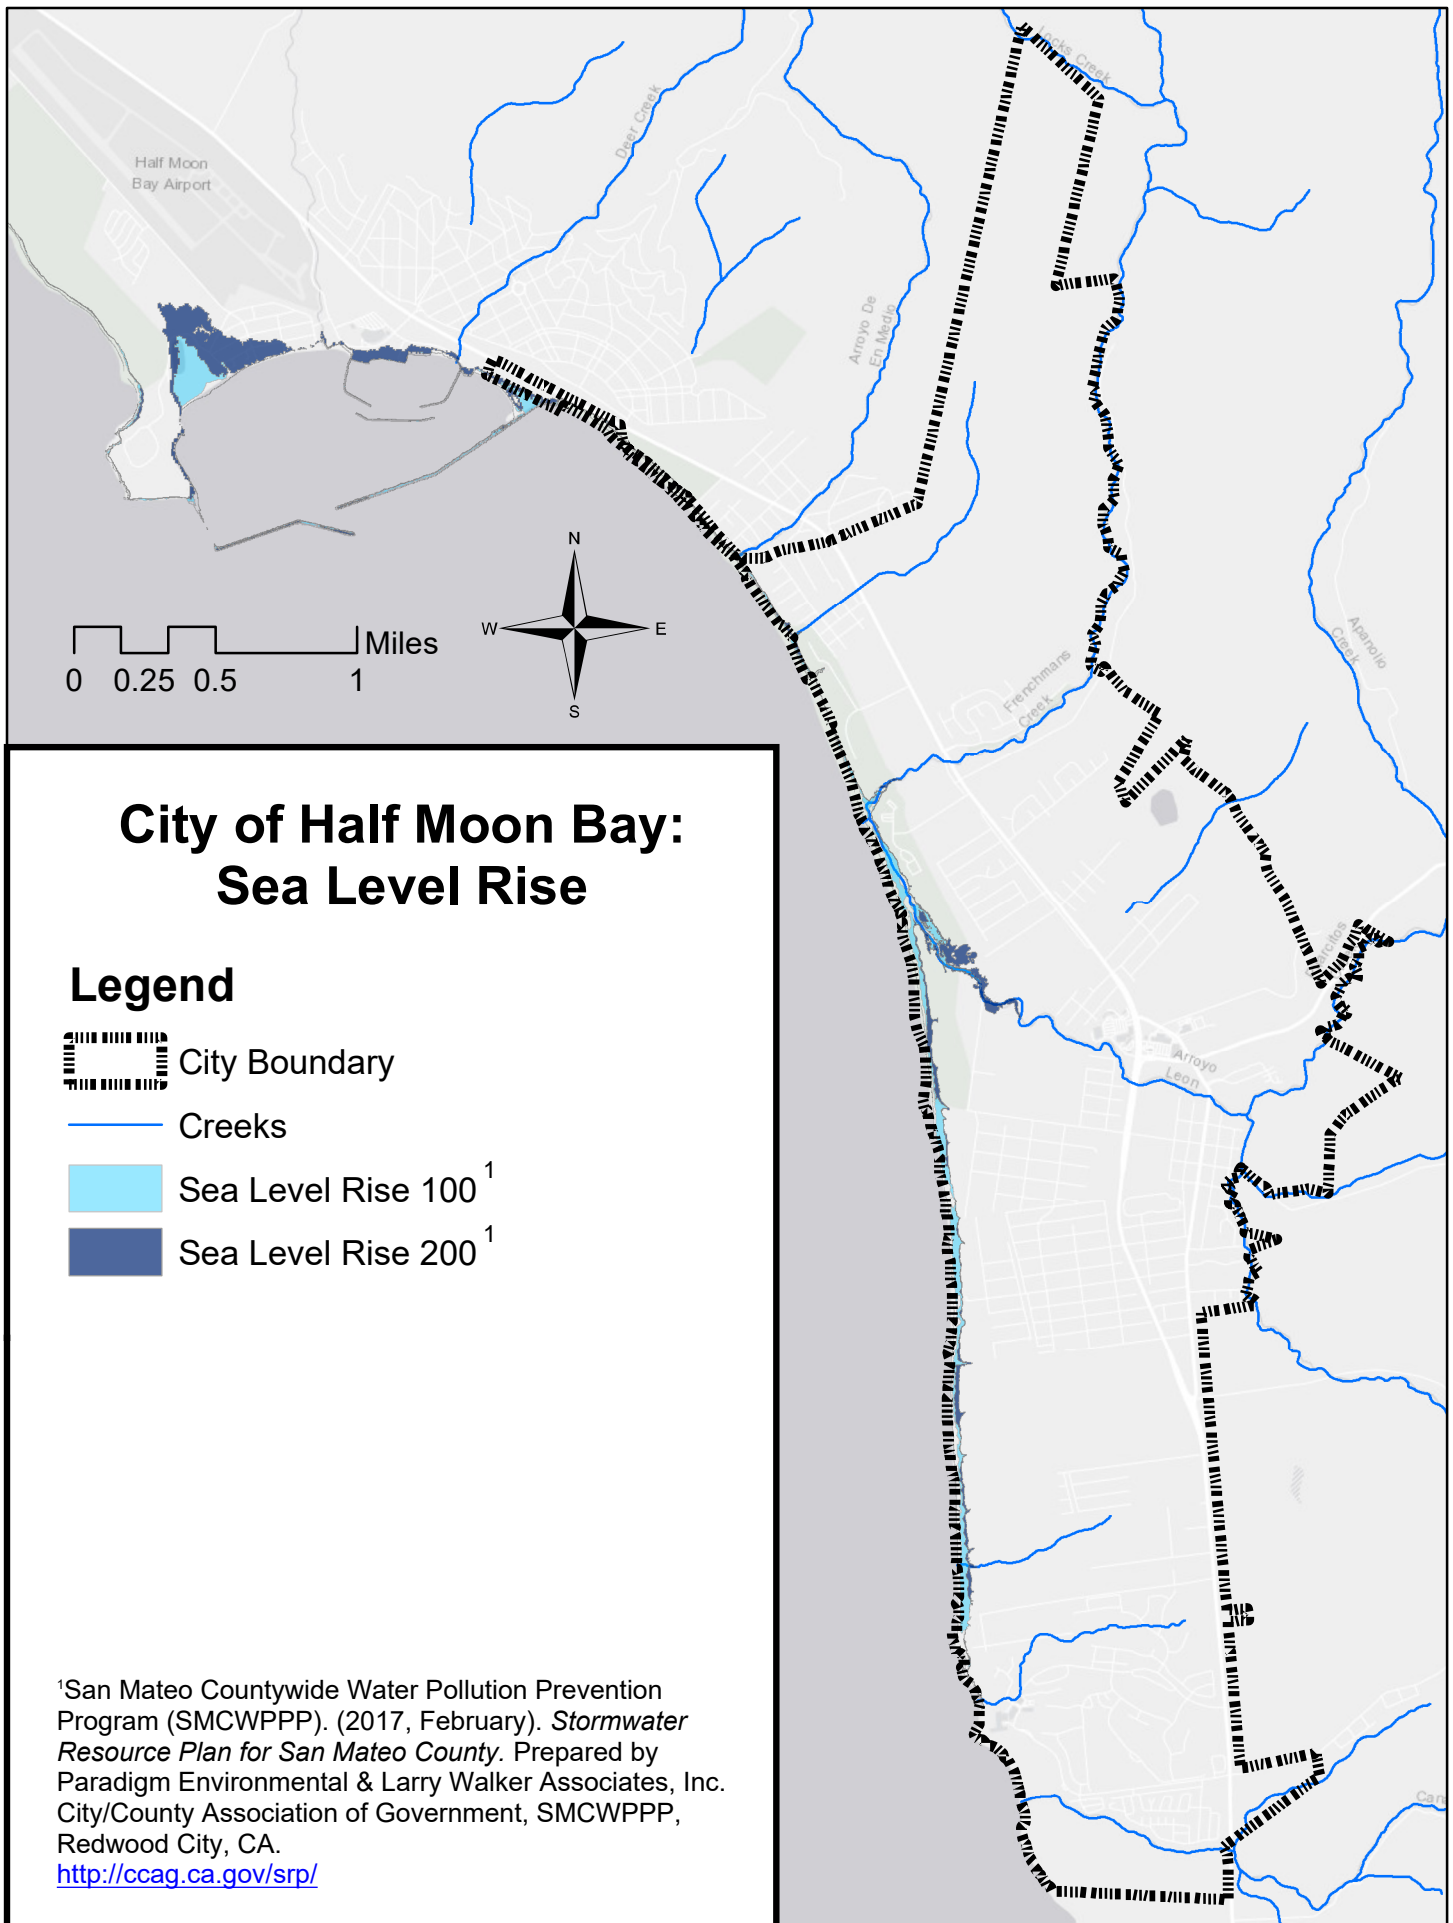 Locks Creek
Deer Creek
Half Moon
Bay Airport
Arroyo De
En Medio
N
W
E
S
Miles
0
0.25
0.5
1
Apanolio
Creek
Frenchmans
Creek
City of Half Moon Bay:
Sea Level Rise
Legend
City Boundary
Creeks
Sea Level Rise 100 1
Sea Level Rise 200 1
Arroyo
Leon
1San Mateo Countywide Water Pollution Prevention
Program (SMCWPPP). (2017, February). Stormwater
Resource Plan for San Mateo County. Prepared by
Paradigm Environmental & Larry Walker Associates, Inc.
City/County Association of Government, SMCWPPP,
Redwood City, CA.
http://ccag.ca.gov/srp/